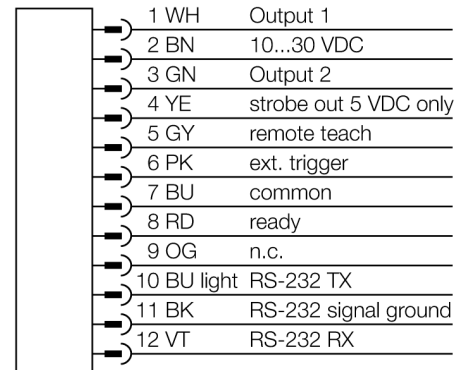 1 WH Output 1
2 BN 10...30 VDC
3 GN Output 2
4 YE strobe out 5 VDC only
5 GY remote teach
6 PK ext. trigger
7 BU common
8 RD ready
9 OG n.c.
10 BU light RS-232 TX
11 BK RS-232 signal ground
12 VT RS-232 RX